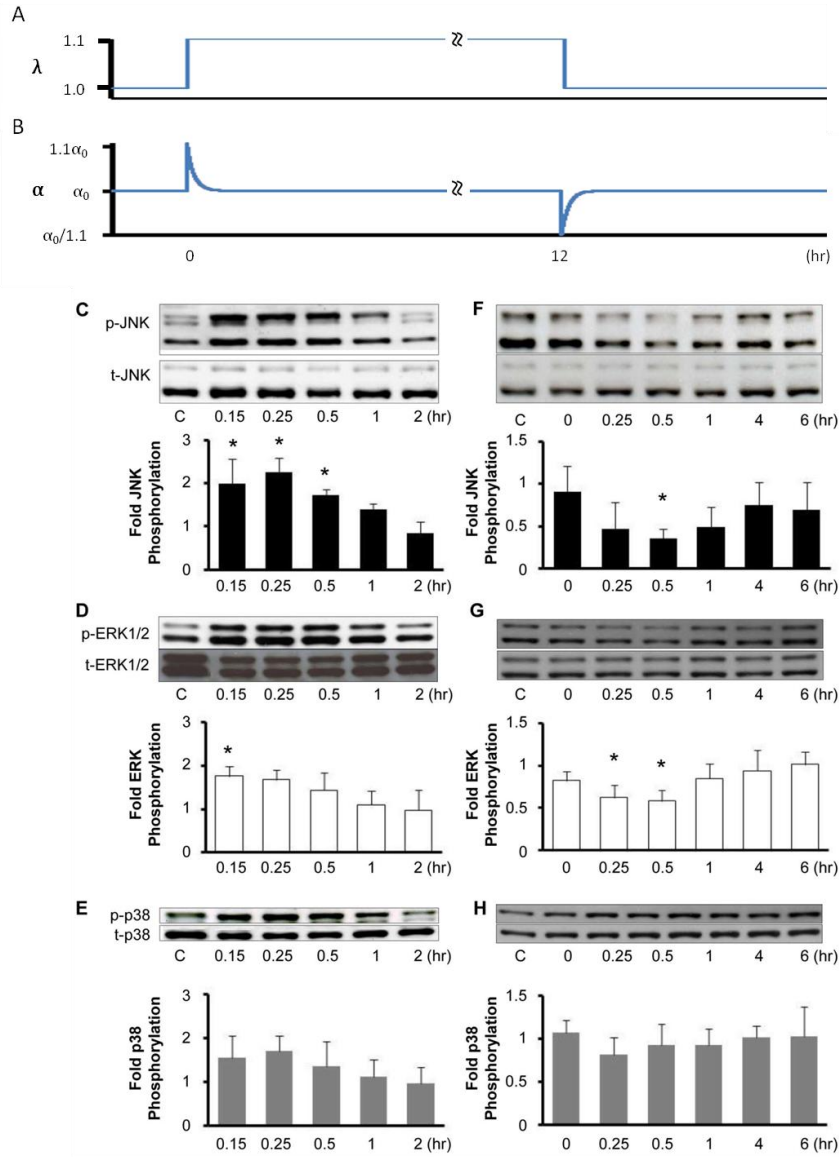 A
1.1
λ
1.0
B
1.1α₀
α α₀
α₀/1.1
0 12 (hr)
C
p-JNK
t-JNK
C 0.15 0.25 0.5 1 2 (hr)
3
* * *
2
1
0
Fold JNK
Phosphorylation
0.15 0.25 0.5 1 2 (hr)
F
C 0 0.25 0.5 1 4 6 (hr)
1.5
1
*
0.5
0
Fold JNK
Phosphorylation
0 0.25 0.5 1 4 6 (hr)
D
p-ERK1/2
t-ERK1/2
C 0.15 0.25 0.5 1 2 (hr)
3
*
2
1
0
Fold ERK
Phosphorylation
0.15 0.25 0.5 1 2 (hr)
G
C 0 0.25 0.5 1 4 6 (hr)
1.5
* *
1
0.5
0
Fold ERK
Phosphorylation
0 0.25 0.5 1 4 6 (hr)
E
p-p38
t-p38
C 0.15 0.25 0.5 1 2 (hr)
3
2
1
0
Fold p38
Phosphorylation
0.15 0.25 0.5 1 2 (hr)
H
C 0 0.25 0.5 1 4 6 (hr)
1.5
1
0.5
0
Fold p38
Phosphorylation
0 0.25 0.5 1 4 6 (hr)